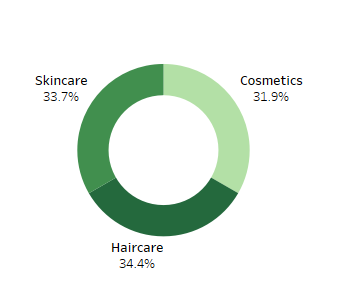 Skincare
33.7%
Cosmetics
31.9%
Haircare
34.4%